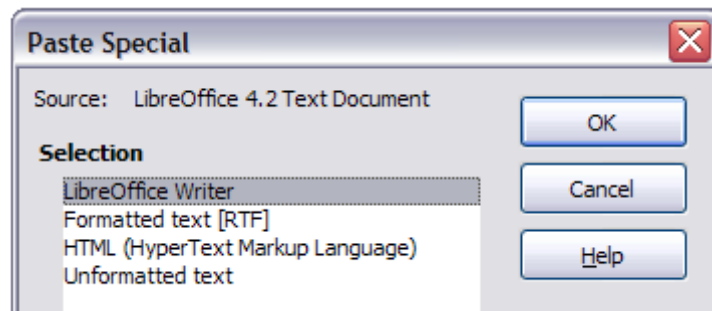 Paste Special
Source: LibreOffice 4.2 Text Document
OK
Selection
LibreOffice Writer
Cancel
Formatted text [RTF]
HTML (HyperText Markup Language)
Help
Unformatted text